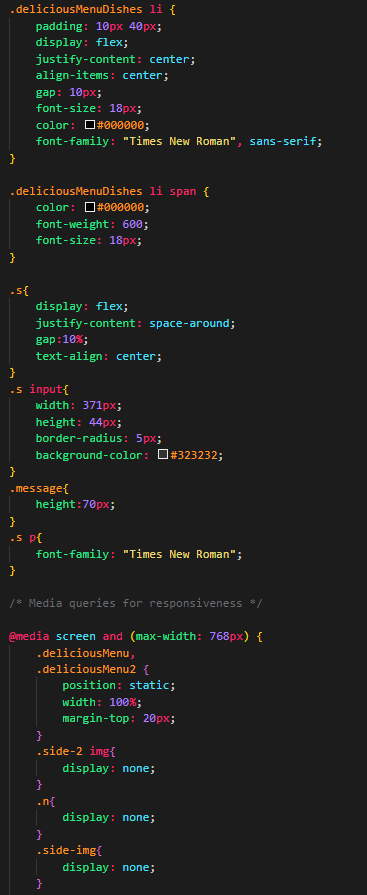 .deliciousMenuDishes li {
    padding: 10px 40px;
    display: flex;
    justify-content: center;
    align-items: center;
    gap: 10px;
    font-size: 18px;
    color: #000000;
    font-family: "Times New Roman", sans-serif;
}

.deliciousMenuDishes li span {
    color: #000000;
    font-weight: 600;
    font-size: 18px;
}

.s{
    display: flex;
    justify-content: space-around;
    gap:10%;
    text-align: center;
}
.s input{
    width: 371px;
    height: 44px;
    border-radius: 5px;
    background-color: #323232;
}
.message{
    height:70px;
}
.s p{
    font-family: "Times New Roman";
}

/* Media queries for responsiveness */

@media screen and (max-width: 768px) {
    .deliciousMenu,
    .deliciousMenu2 {
        position: static;
        width: 100%;
        margin-top: 20px;
    }
    .side-2 img{
        display: none;
    }
    .n{
        display: none;
    }
    .side-img{
        display: none;
    }